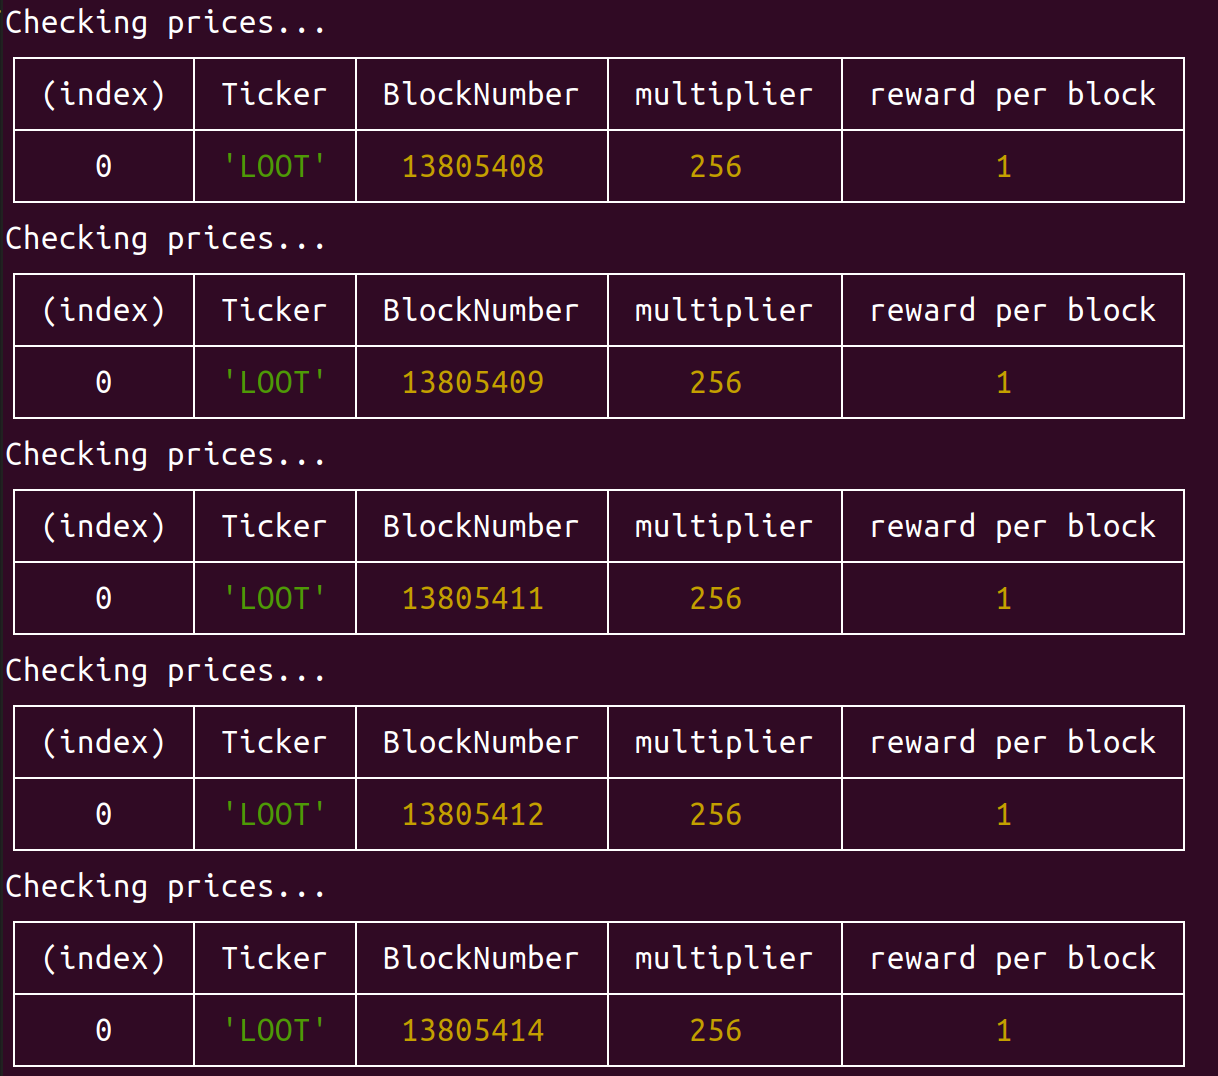 Checking prices...
(index) Ticker BlockNumber multiplier reward per block
0 'LOOT' 13805408 256 1
Checking prices...
(index) Ticker BlockNumber multiplier reward per block
0 'LOOT' 13805409 256 1
Checking prices...
(index) Ticker BlockNumber multiplier reward per block
0 'LOOT' 13805411 256 1
Checking prices...
(index) Ticker BlockNumber multiplier reward per block
0 'LOOT' 13805412 256 1
Checking prices...
(index) Ticker BlockNumber multiplier reward per block
0 'LOOT' 13805414 256 1